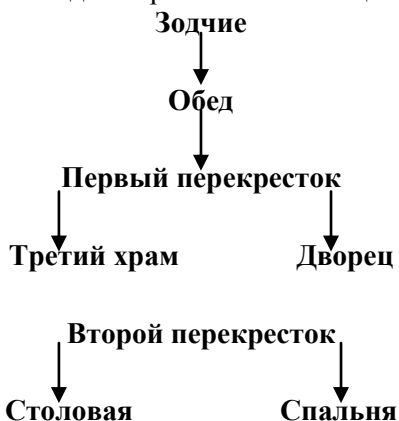 Зодчие
Обед
Первый перекресток
Третий храм Дворец
Второй перекресток
Столовая Спальня